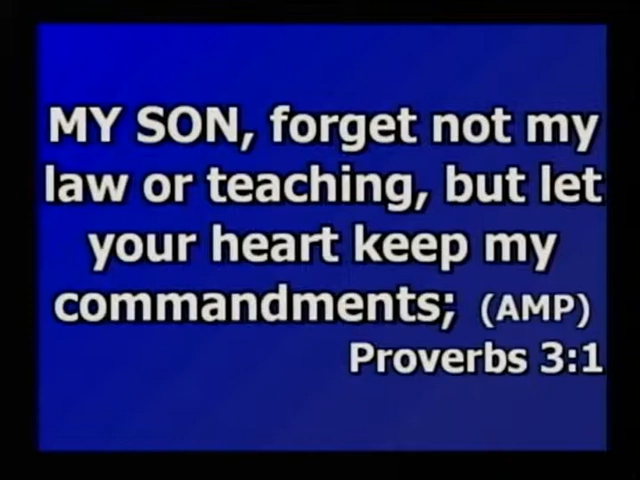 MY SON, forget not my
law or teaching, but let
your heart keep my
commandments; (AMP)
Proverbs 3:1